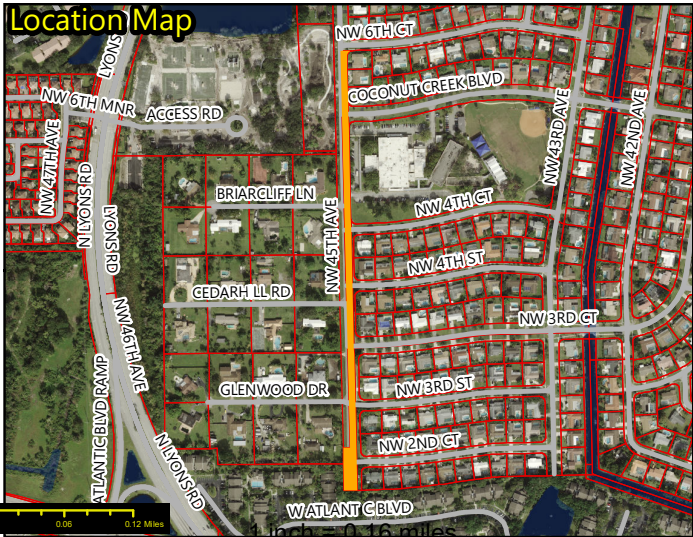 Location Map
LYONS
NW 6TH CT
COCONUT CREEK BLVD
NW 6TH MNR
ACCESS RD
NW 47TH AVE
N LYONS RD
LYONS RD
NW 43RD AVE
NW 42ND AVE
BRIARCLIFF LN
NW 45TH AVE
NW 4TH CT
NW 4TH ST
CEDARHILL RD
NW 3RD CT
NW 46TH AVE
GLENWOOD DR
NW 3RD ST
ATLANTIC BLVD RAMP
NW 2ND CT
N LYONS RD
W ATLANT C BLVD
0.06
0.12 Miles
1 inch = 0.16 miles